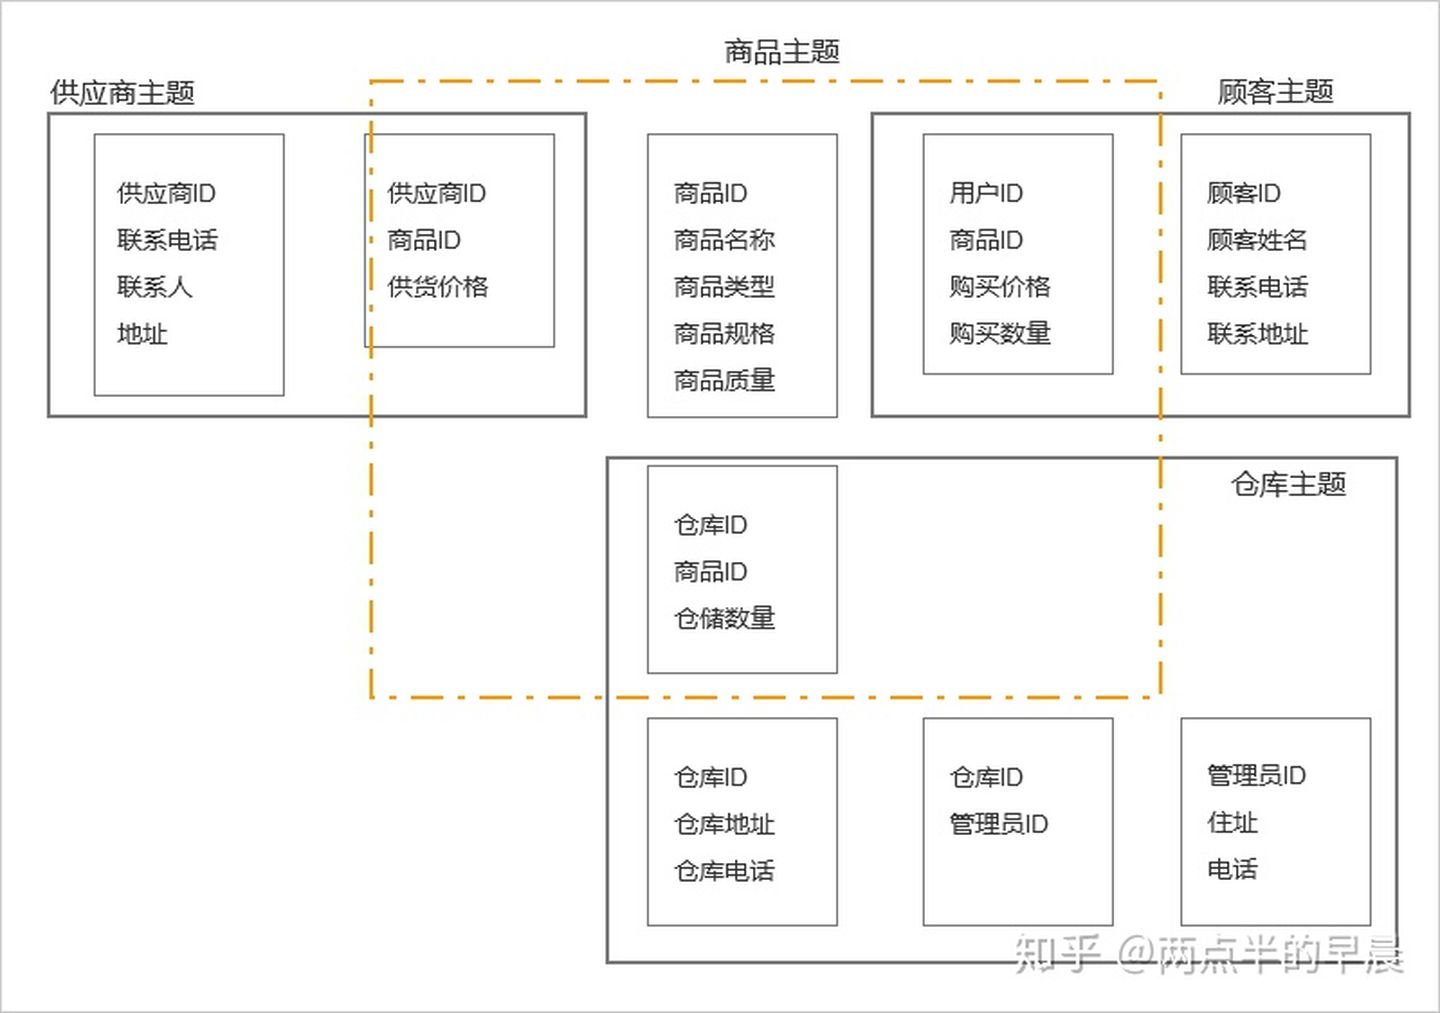 商品主题
供应商主题
顾客主题
供应商ID
联系电话
联系人
地址
供应商ID
商品ID
供货价格
商品ID
商品名称
商品类型
商品规格
商品质量
用户ID
商品ID
购买价格
购买数量
顾客ID
顾客姓名
联系电话
联系地址
仓库主题
仓库ID
商品ID
仓储数量
仓库ID
仓库地址
仓库电话
仓库ID
管理员ID
管理员ID
住址
电话
知乎 @两点半的早晨